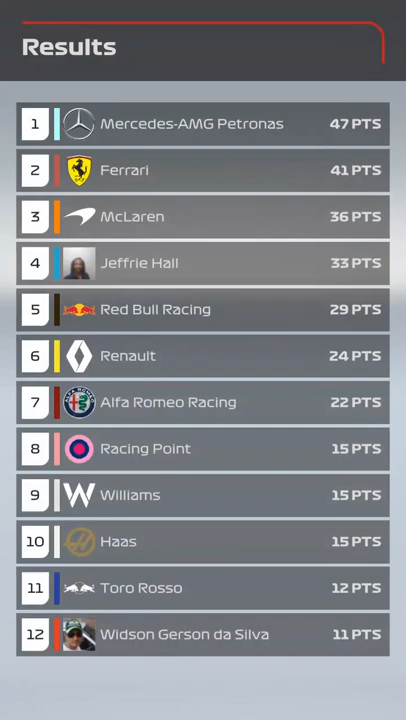 Results
1 Mercedes-AMG Petronas 47 PTS
2 Ferrari 41 PTS
3 McLaren 36 PTS
4 Jeffrie Hall 33 PTS
5 Red Bull Racing 29 PTS
6 Renault 24 PTS
7 Alfa Romeo Racing 22 PTS
8 Racing Point 15 PTS
9 Williams 15 PTS
10 Haas 15 PTS
11 Toro Rosso 12 PTS
12 Widson Gerson da Silva 11 PTS